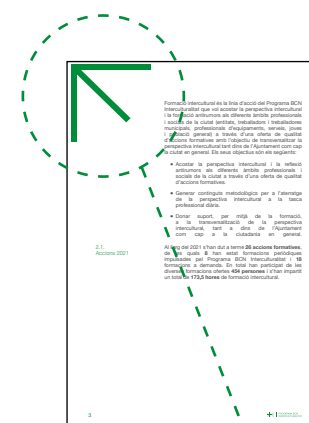 Formació intercultural és la línia d'acció del Programa BCN
Interculturalitat que vol acostar la perspectiva intercultural
i la formació antirumors als diferents àmbits professionals
i socials de la ciutat (entitats, treballadors i treballadores
municipals, professionals d'equipaments, serveis, joves
i població general) a través d'una oferta de qualitat
d'accions formatives amb l'objectiu de transversalitzar la
perspectiva intercultural tant dins de l'Ajuntament com cap
la ciutat en general. Els seus objectius són els següents:
• Acostar la perspectiva intercultural i la reflexió
antirumors als diferents àmbits professionals i
socials de la ciutat a través d'una oferta de qualitat
d'accions formatives.
• Generar continguts metodològics per a l'aterratge
de la perspectiva intercultural a la tasca
professional diària.
• Donar suport, per mitjà de la formació,
a la transversalització de la perspectiva
intercultural, tant a dins de l'Ajuntament
com cap a la ciutadania en general.
2.1.
Accions 2021
Al llarg del 2021 s'han dut a terme 26 accions formatives,
de les quals 8 han estat formacions periòdiques
impulsades pel Programa BCN Interculturalitat i 18
formacions a demanda. En total han participat de les
diverses formacions ofertes 434 persones i s'han impartit
un total de 173,5 hores de formació intercultural.
3